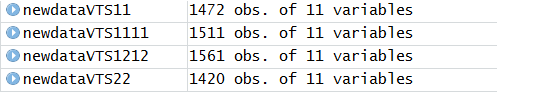 newdataVTS11 1472 obs. of 11 variables
newdataVTS1111 1511 obs. of 11 variables
newdataVTS1212 1561 obs. of 11 variables
newdataVTS22 1420 obs. of 11 variables